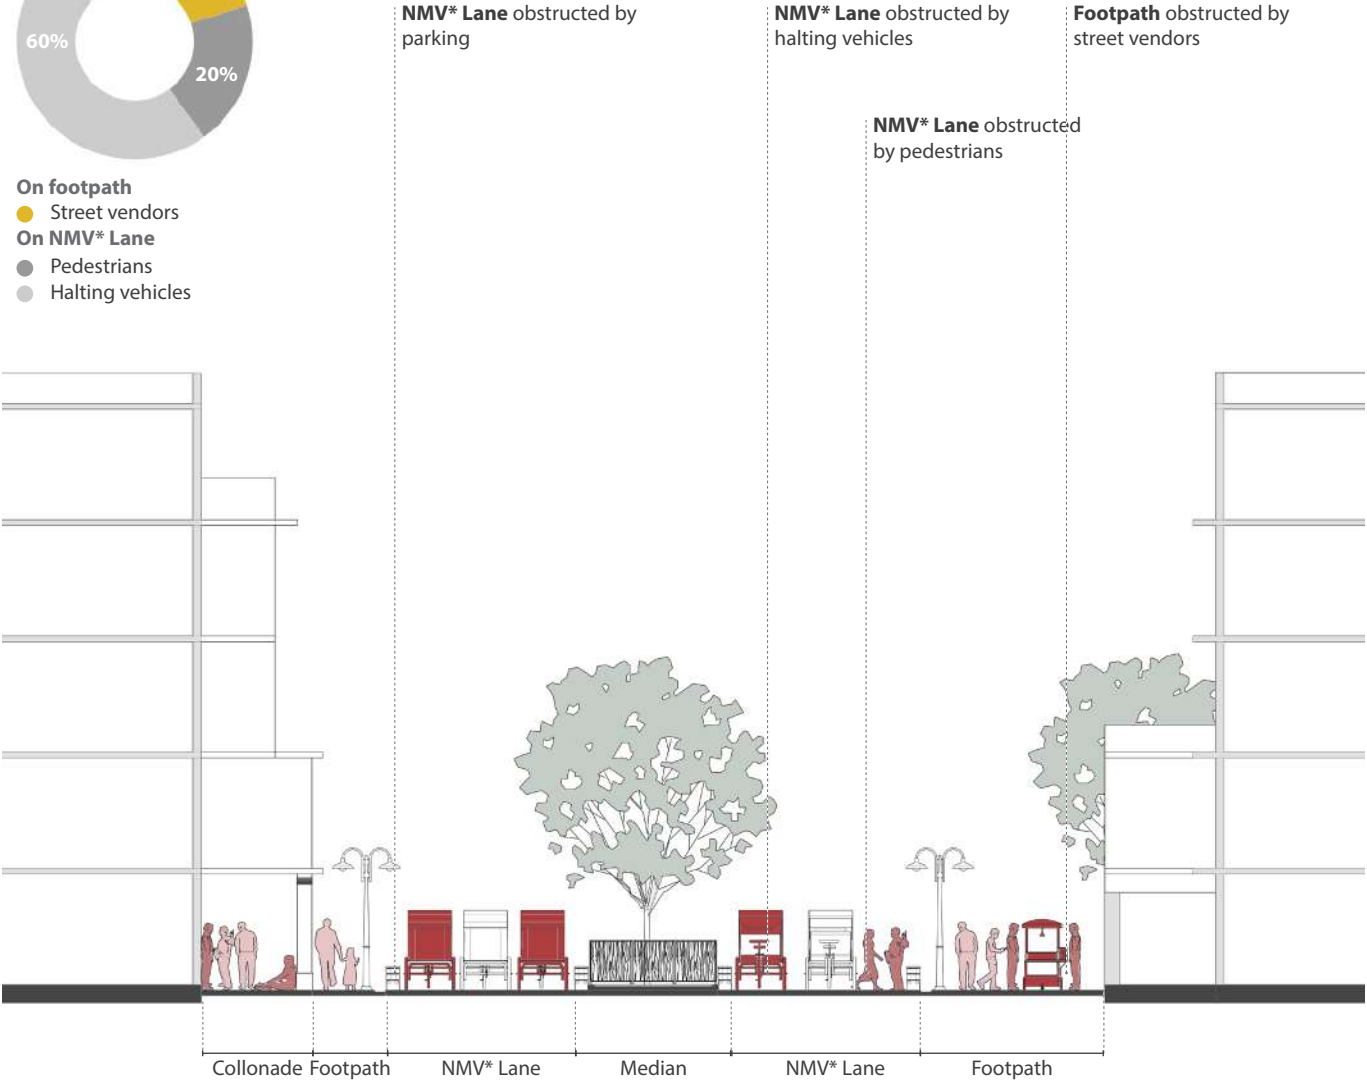 NMV* Lane obstructed by
parking
NMV* Lane obstructed by
halting vehicles
Footpath obstructed by
street vendors
60%
20%
NMV* Lane obstructed
by pedestrians
On footpath
Street vendors
On NMV* Lane
Pedestrians
Halting vehicles
Collonade Footpath NMV* Lane Median NMV* Lane Footpath